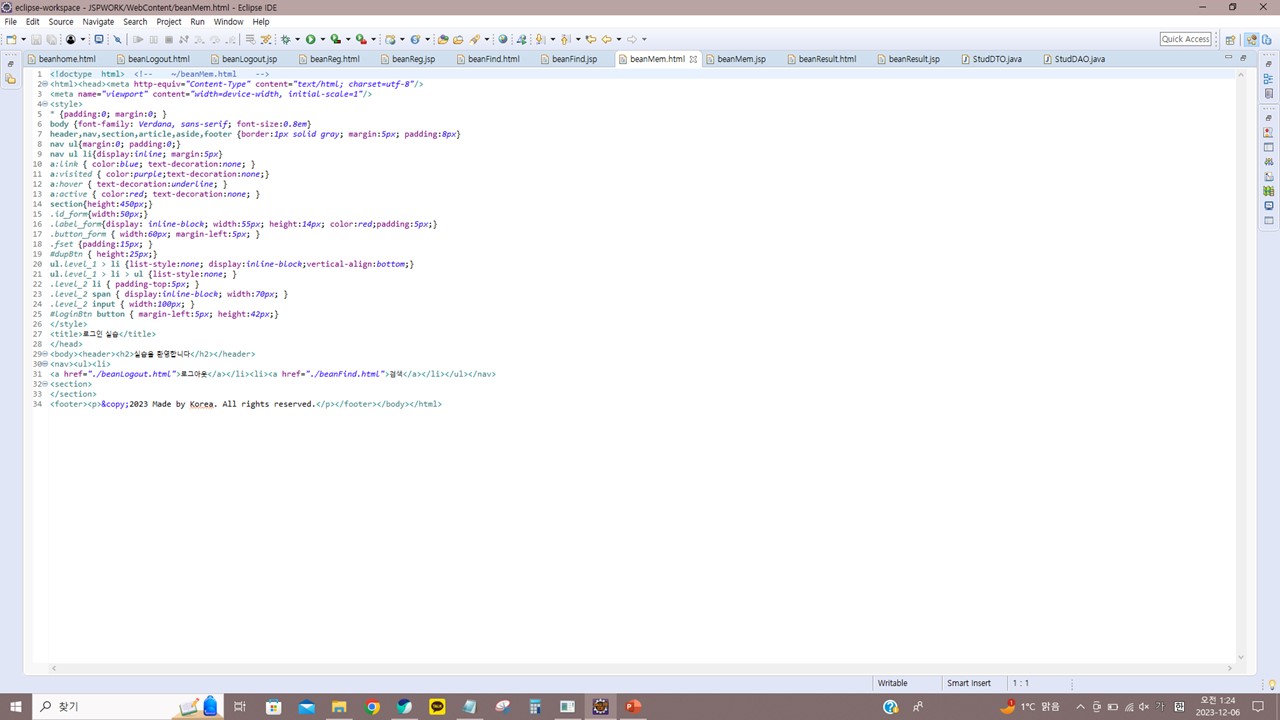 eclipse-workspace - JSPWORK/WebContent/beanMem.html - Eclipse IDE
File Edit Source Navigate Search Project Run Window Help
Quick Access
beanhome.html beanLogout.html beanLogout.jsp beanReg.html beanReg.jsp beanFind.html beanFind.jsp beanMem.html beanMem.jsp beanResult.html beanResult.jsp StudDTO.java StudDAO.java
1 <!doctype html> <!-- ~/beanMem.html -->
2 <html><head><meta http-equiv="Content-Type" content="text/html; charset=utf-8"/>
3 <meta name="viewport" content="width=device-width, initial-scale=1"/>
4 <style>
5 * {padding:0; margin:0; }
6 body {font-family: Verdana, sans-serif; font-size:0.8em}
7 header,nav,section,article,aside,footer {border:1px solid gray; margin:5px; padding:8px}
8 nav ul{margin:0; padding:0;}
9 nav ul li{display:inline; margin:5px}
10 a:link { color:blue; text-decoration:none; }
11 a:visited { color:purple;text-decoration:none;}
12 a:hover { text-decoration:underline; }
13 a:active { color:red; text-decoration:none; }
14 section{height:450px;}
15 .id_form{width:50px;}
16 .label_form{display: inline-block; width:55px; height:14px; color:red;padding:5px;}
17 .button_form { width:60px; margin-left:5px; }
18 .fset {padding:15px; }
19 #dupBtn { height:25px;}
20 ul.level_1 > li {list-style:none; display:inline-block;vertical-align:bottom;}
21 ul.level_1 > li > ul {list-style:none; }
22 .level_2 li { padding-top:5px; }
23 .level_2 span { display:inline-block; width:70px; }
24 .level_2 input { width:100px; }
25 #loginBtn button { margin-left:5px; height:42px;}
26 </style>
27 <title>로그인 실습</title>
28 </head>
29 <body><header><h2>실습을 환영합니다</h2></header>
30 <nav><ul><li>
31 <a href="./beanLogout.html">로그아웃</a></li><li><a href="./beanFind.html">검색</a></li></ul></nav>
32 <section>
33 </section>
34 <footer><p>&copy;2023 Made by Korea. All rights reserved.</p></footer></body></html>
Writable Smart Insert 1 : 1
찾기
1°C 맑음
가
오전 1:24
2023-12-06